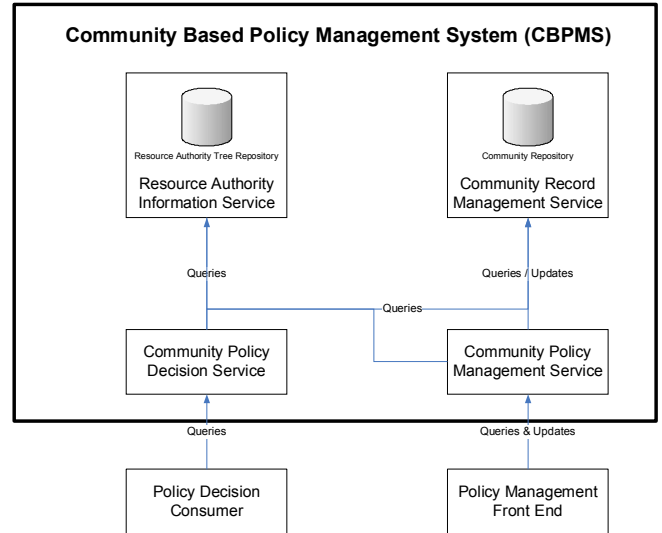 Community Based Policy Management System (CBPMS)
Resource Authority Tree Repository
Resource Authority
Information Service
Community Repository
Community Record
Management Service
Queries
Queries / Updates
Queries
Community Policy
Decision Service
Community Policy
Management Service
Queries
Queries & Updates
Policy Decision
Consumer
Policy Management
Front End